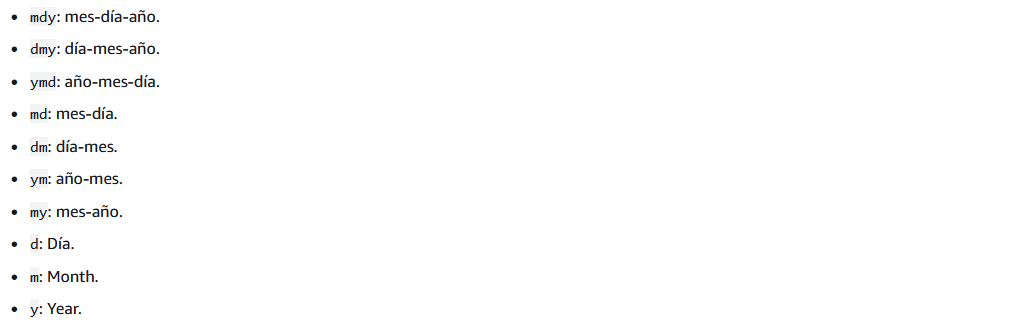 • mdy: mes-día-año.
• dmy: día-mes-año.
• ymd: año-mes-día.
• md: mes-día.
• dm: día-mes.
• ym: año-mes.
• my: mes-año.
• d: Día.
• m: Month.
• y: Year.